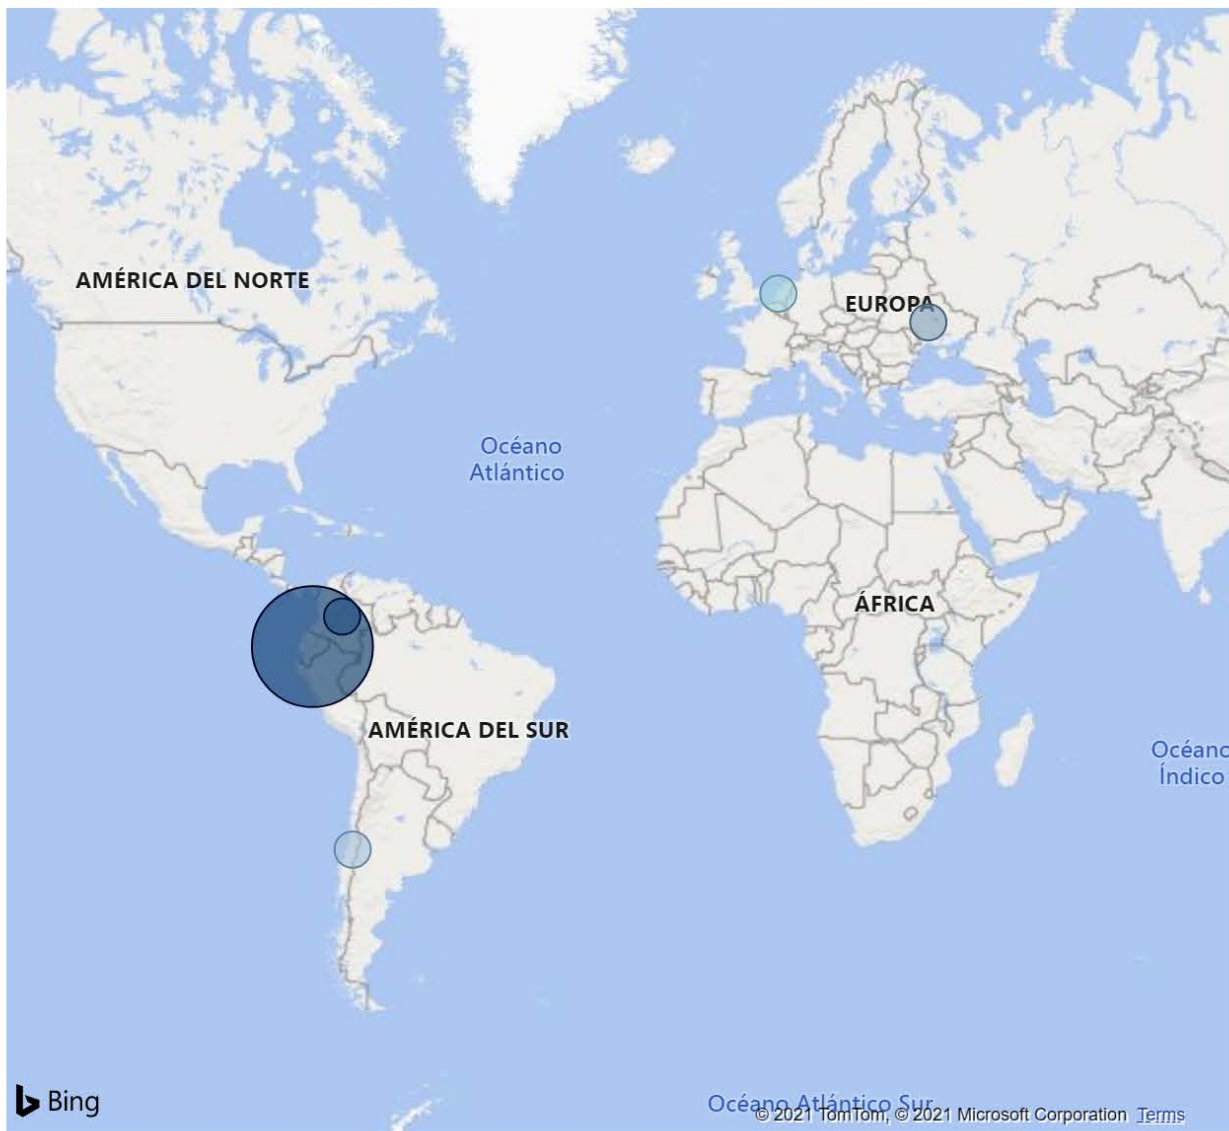 AMÉRICA DEL NORTE
EUROPA
Océano
Atlántico
ÁFRICA
AMÉRICA DEL SUR
Océano
Índico
Bing
Océano Atlántico Sur
© 2021 TomTom, © 2021 Microsoft Corporation Terms